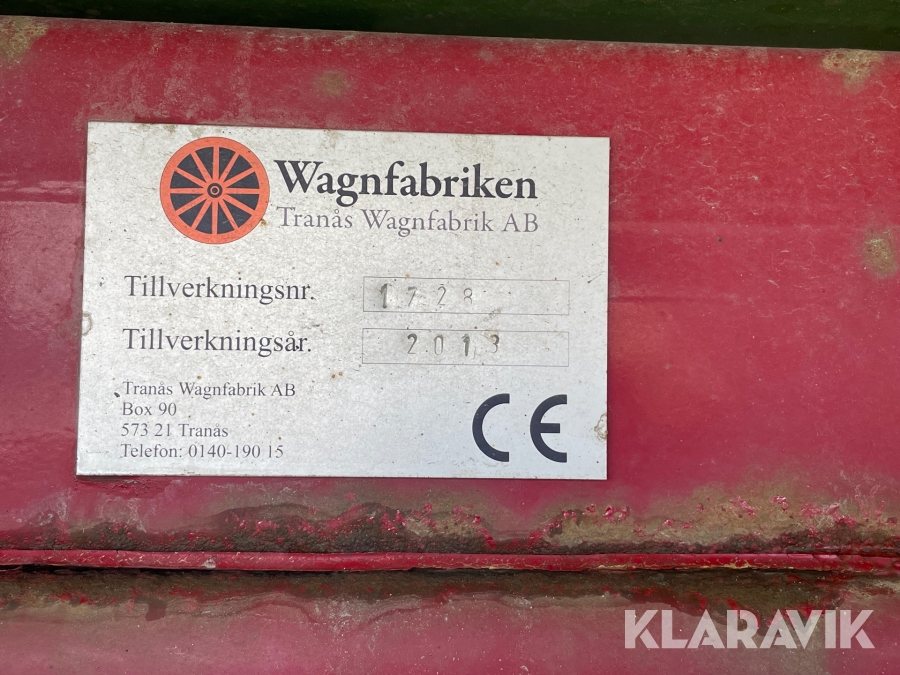 Wagnfabriken
Tranås Wagnfabrik AB
Tillverkningsnr. 1728
Tillverkningsår. 2013
Tranås Wagnfabrik AB
Box 90
573 21 Tranås
Telefon: 0140-190 15
CE
KLARAVIK